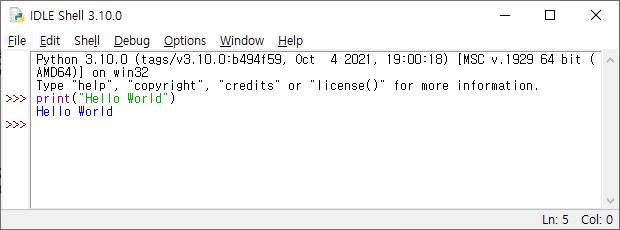 IDLE Shell 3.10.0
File Edit Shell Debug Options Window Help
Python 3.10.0 (tags/v3.10.0:b494f59, Oct  4 2021, 19:00:18) [MSC v.1929 64 bit (
AMD64)] on win32
Type "help", "copyright", "credits" or "license()" for more information.
>>> print("Hello World")
Hello World
>>>
Ln: 5 Col: 0